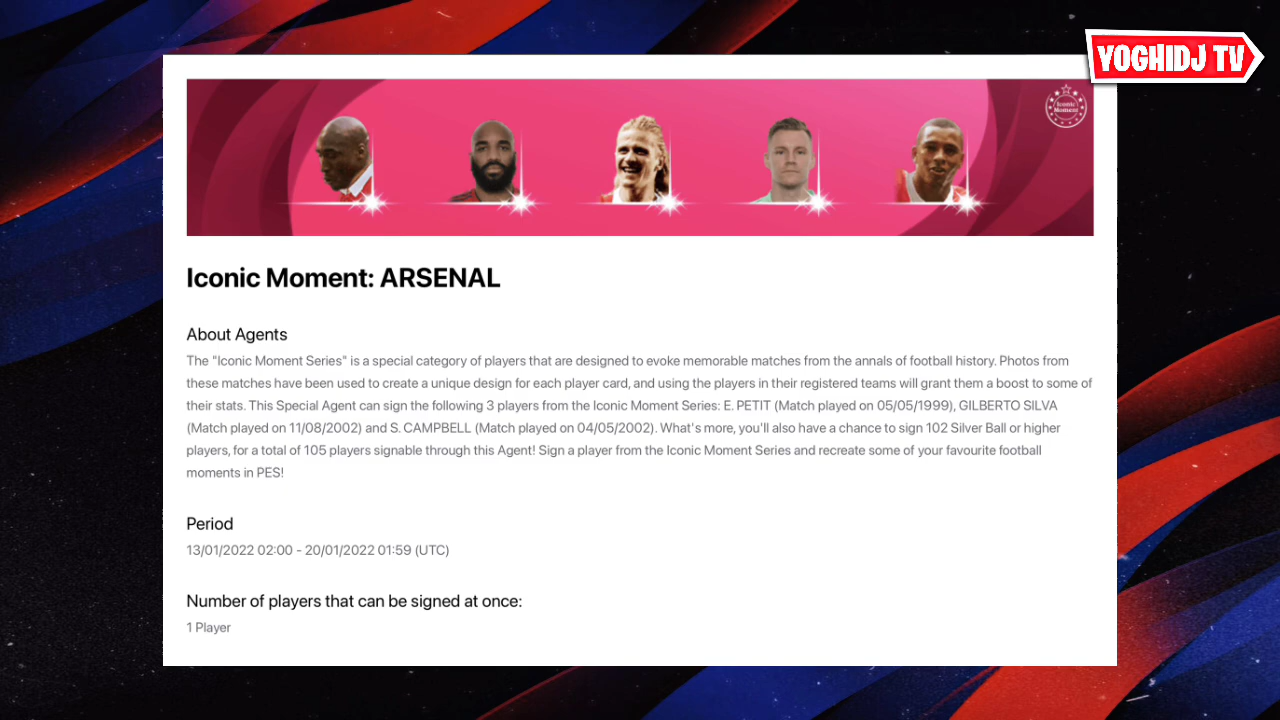 YOGHIDJ TV
Iconic
Moment
Iconic Moment: ARSENAL
About Agents
The "Iconic Moment Series" is a special category of players that are designed to evoke memorable matches from the annals of football history. Photos from
these matches have been used to create a unique design for each player card, and using the players in their registered teams will grant them a boost to some of
their stats. This Special Agent can sign the following 3 players from the Iconic Moment Series: E. PETIT (Match played on 05/05/1999), GILBERTO SILVA
(Match played on 11/08/2002) and S. CAMPBELL (Match played on 04/05/2002). What's more, you'll also have a chance to sign 102 Silver Ball or higher
players, for a total of 105 players signable through this Agent! Sign a player from the Iconic Moment Series and recreate some of your favourite football
moments in PES!
Period
13/01/2022 02:00 - 20/01/2022 01:59 (UTC)
Number of players that can be signed at once:
1 Player